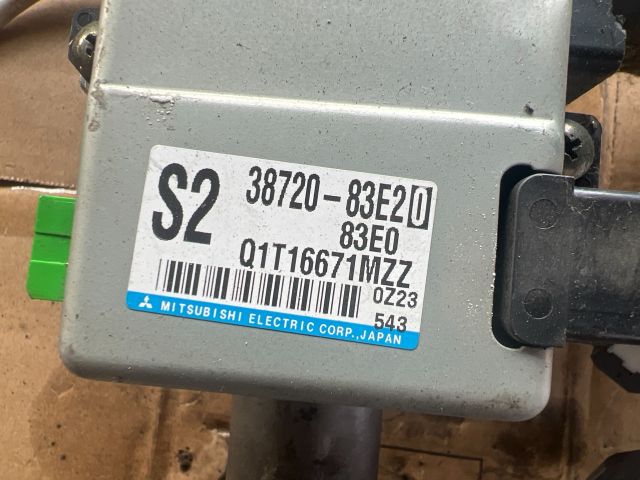 S2
38720-83E20
83E0
Q1T16671MZZ
0Z23
543
MITSUBISHI ELECTRIC CORP.,JAPAN